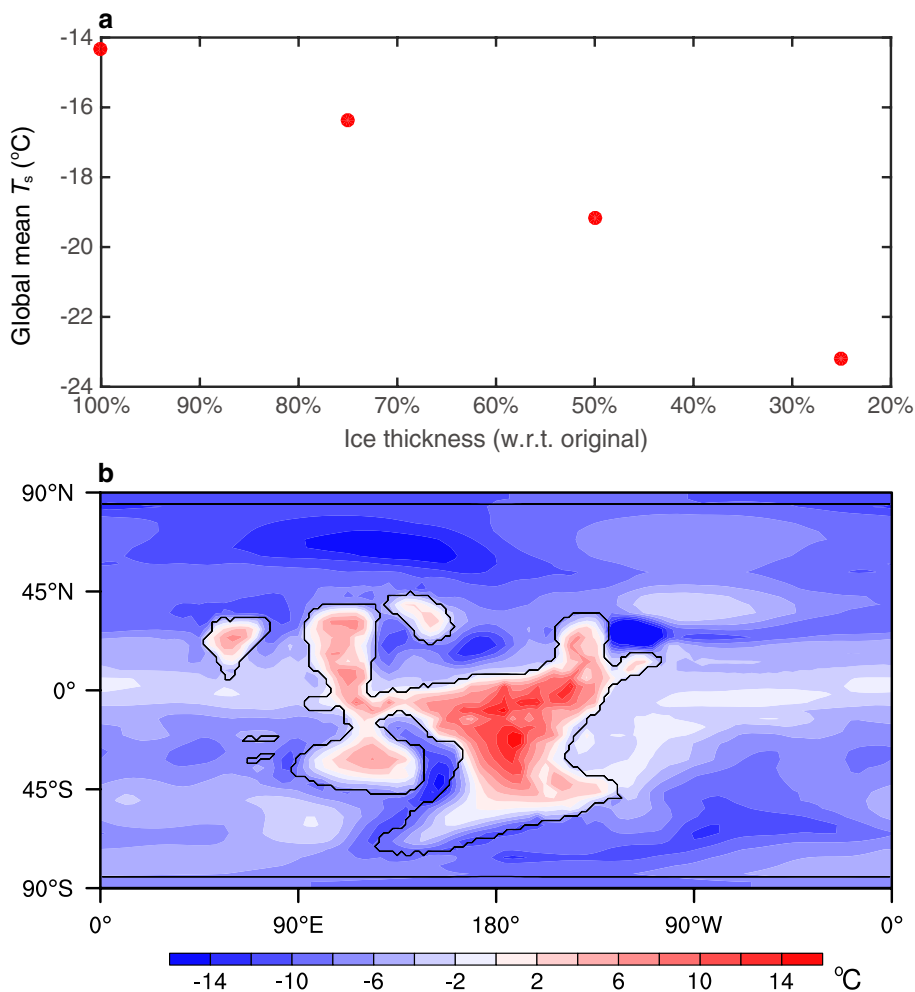 a
-14
-16
-18
-20
-22
-24
Global mean Ts (°C)
100% 90% 80% 70% 60% 50% 40% 30% 20%
Ice thickness (w.r.t. original)
b
90°N
45°N
0°
45°S
90°S
0° 90°E 180° 90°W 0°
-14 -10 -6 -2 2 6 10 14 °C